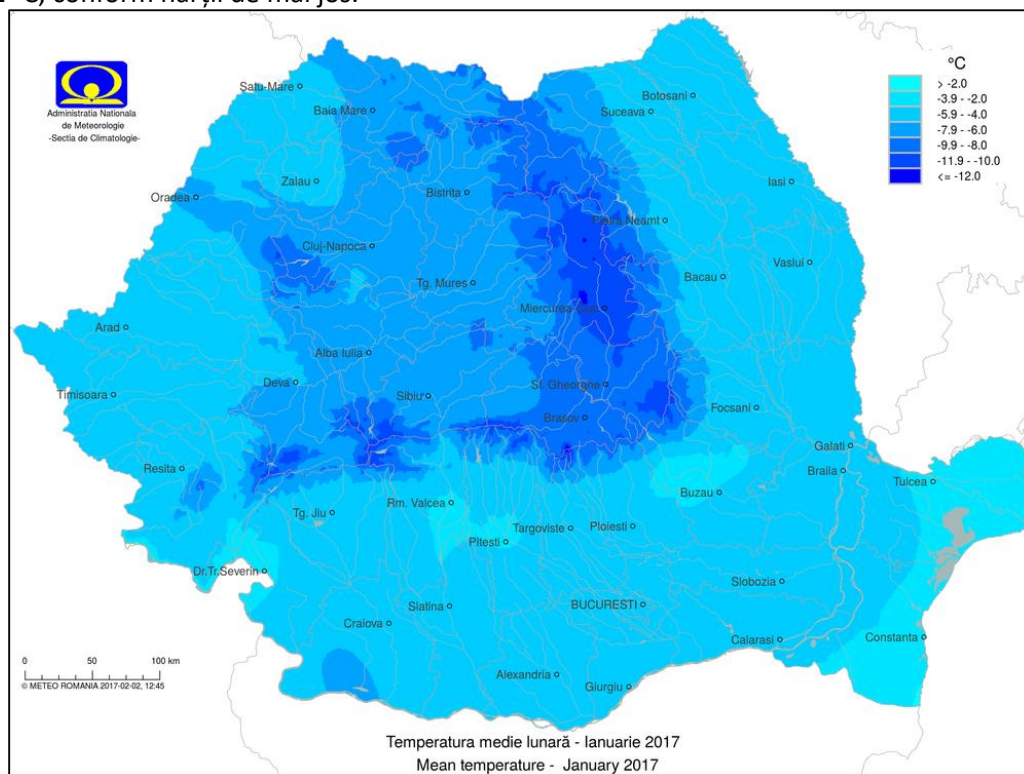 °C, conform hărții de mai jos.
Administratia Nationala
de Meteorologie
-Sectia de Climatologie-
°C
> -2.0
-3.9 - -2.0
-5.9 - -4.0
-7.9 - -6.0
-9.9 - -8.0
-11.9 - -10.0
<= -12.0
Satu-Mare
Botosani
Baia Mare
Suceava
Zalau
Iasi
Bistrita
Oradea
Piatra Neamt
Cluj-Napoca
Vaslui
Bacau
Tg. Mures
Miercurea-Ciuc
Arad
Alba Iulia
Deva
Sf. Gheorghe
Timisoara
Sibiu
Focsani
Brasov
Galati
Resita
Braila
Tulcea
Buzau
Rm. Valcea
Tg. Jiu
Targoviste
Ploiesti
Pitesti
Dr.Tr.Severin
Slobozia
Slatina
BUCURESTI
Craiova
Constanta
Calarasi
Alexandria
Giurgiu
0 50 100 km
© METEO ROMANIA 2017-02-02, 12:45
Temperatura medie lunară - Ianuarie 2017
Mean temperature - January 2017